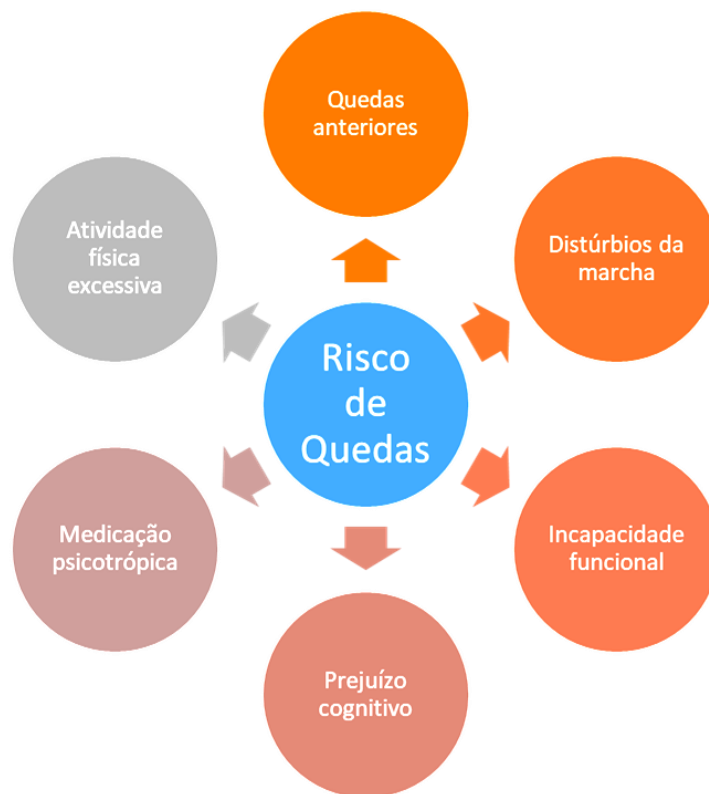 Quedas
anteriores
Atividade
física
excessiva
Distúrbios da
marcha
Risco
de
Quedas
Medicação
psicotrópica
Incapacidade
funcional
Prejuízo
cognitivo